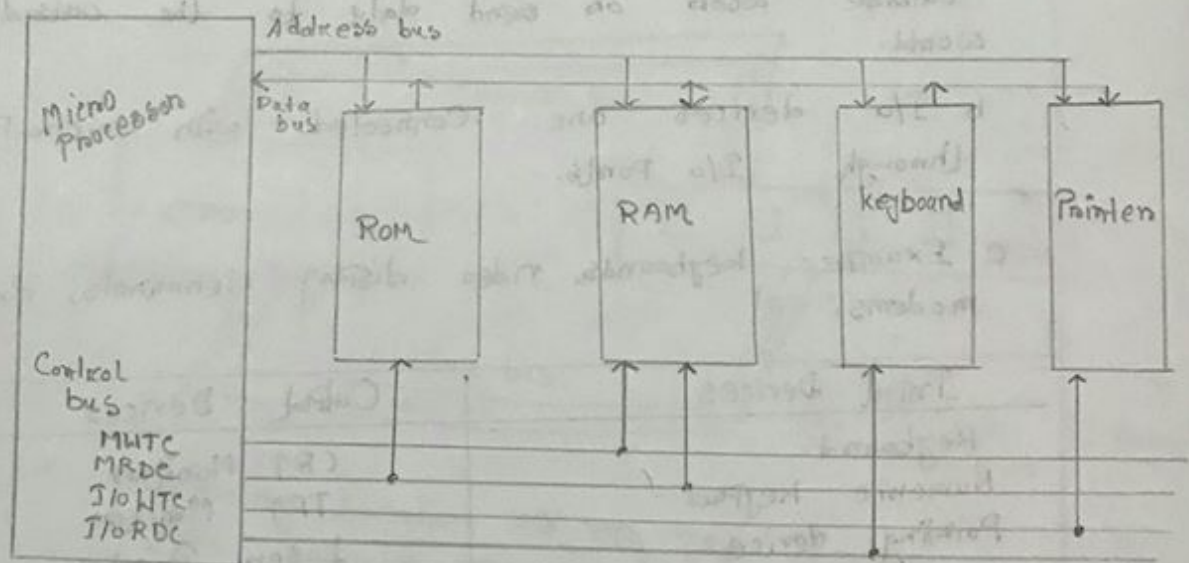 Address bus
Data
bus
Micro
Processor
ROM
RAM
keyboard
Printer
Control
bus
MWTC
MRDC
I/O WTC
I/O RDC